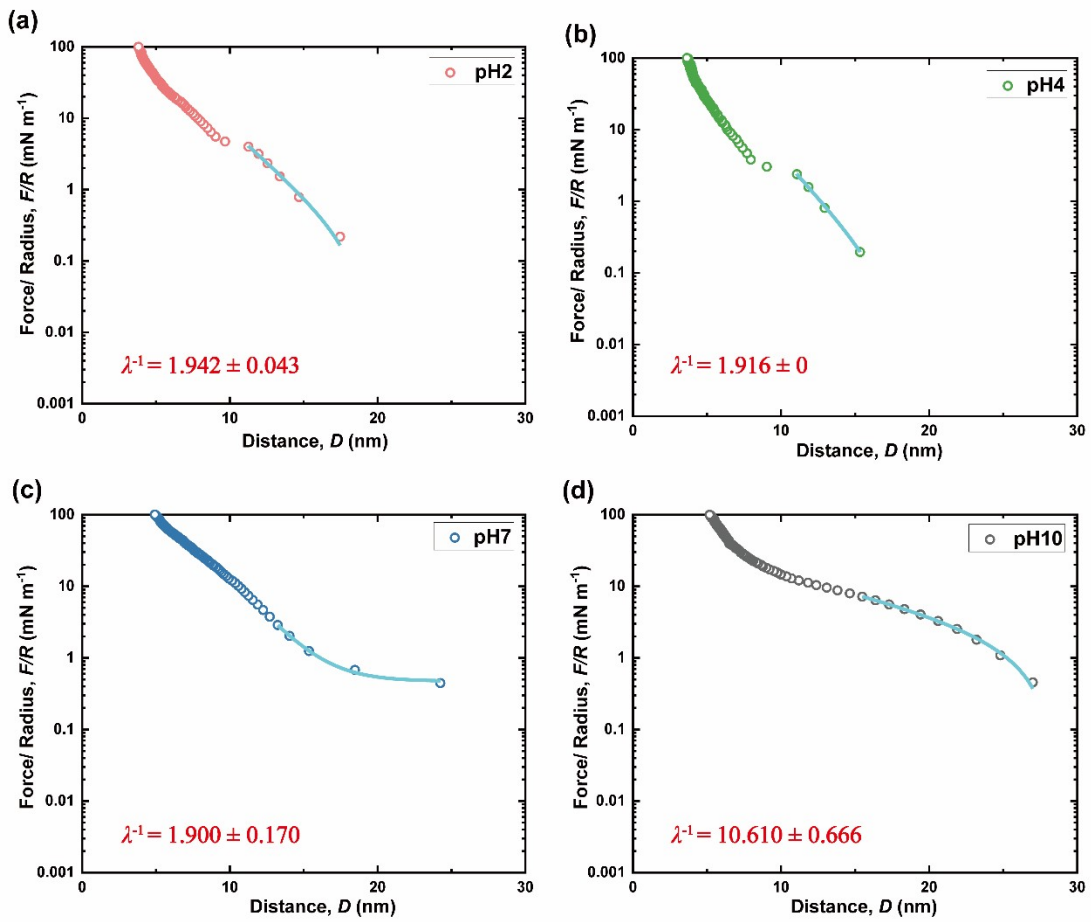 (a)
100
10
1
0.1
0.01
0.001
Force/ Radius, F/R (mN m⁻¹)
pH2
λ⁻¹ = 1.942 ± 0.043
0 10 20 30
Distance, D (nm)
(b)
100
10
1
0.1
0.01
0.001
Force/ Radius, F/R (mN m⁻¹)
pH4
λ⁻¹ = 1.916 ± 0
0 10 20 30
Distance, D (nm)
(c)
100
10
1
0.1
0.01
0.001
Force/ Radius, F/R (mN m⁻¹)
pH7
λ⁻¹ = 1.900 ± 0.170
0 10 20 30
Distance, D (nm)
(d)
100
10
1
0.1
0.01
0.001
Force/ Radius, F/R (mN m⁻¹)
pH10
λ⁻¹ = 10.610 ± 0.666
0 10 20 30
Distance, D (nm)